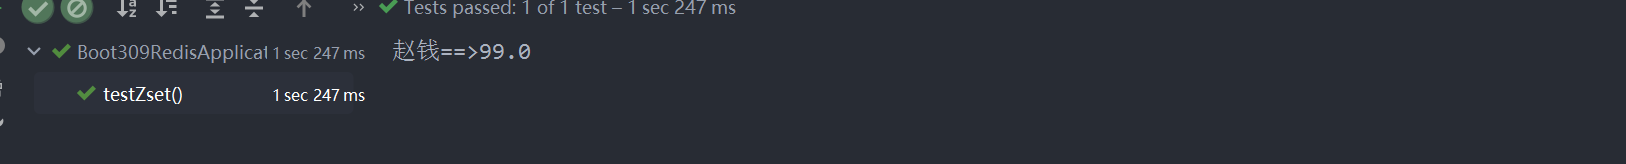 Tests passed: 1 of 1 test – 1 sec 247 ms
Boot309RedisApplicat 1 sec 247 ms
赵钱==>99.0
testZset() 1 sec 247 ms